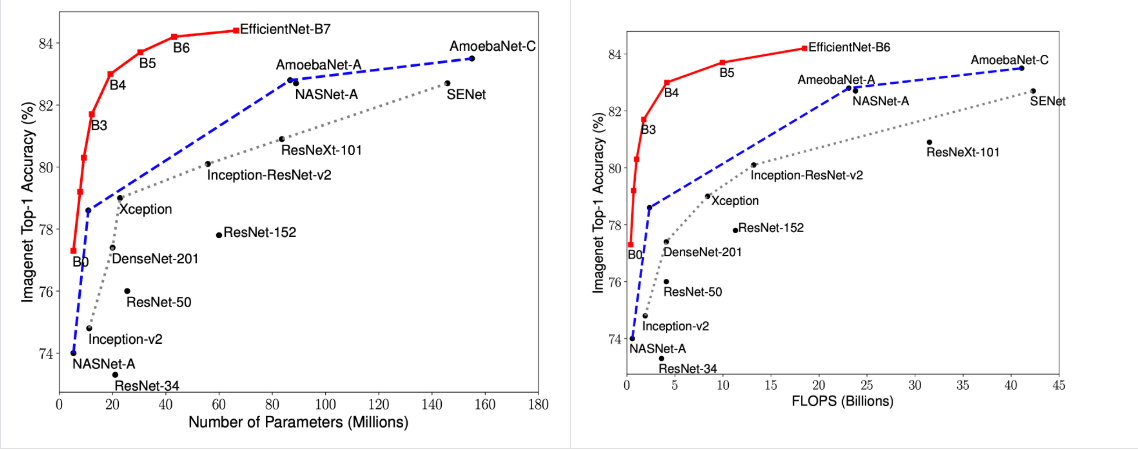 EfficientNet-B7
84
B6
AmoebaNet-C
B5
AmoebaNet-A
B4
NASNet-A
SENet
82
B3
ResNeXt-101
80
Inception-ResNet-v2
Xception
78
ResNet-152
B0
DenseNet-201
76
ResNet-50
Inception-v2
74
NASNet-A
ResNet-34
Imagenet Top-1 Accuracy (%)
0 20 40 60 80 100 120 140 160 180
Number of Parameters (Millions)
EfficientNet-B6
84
AmoebaNet-C
B5
AmeobaNet-A
B4
NASNet-A
SENet
82
B3
ResNeXt-101
80
Inception-ResNet-v2
Xception
78
ResNet-152
B0
DenseNet-201
76
ResNet-50
Inception-v2
74
NASNet-A
ResNet-34
Imagenet Top-1 Accuracy (%)
0 5 10 15 20 25 30 35 40 45
FLOPS (Billions)